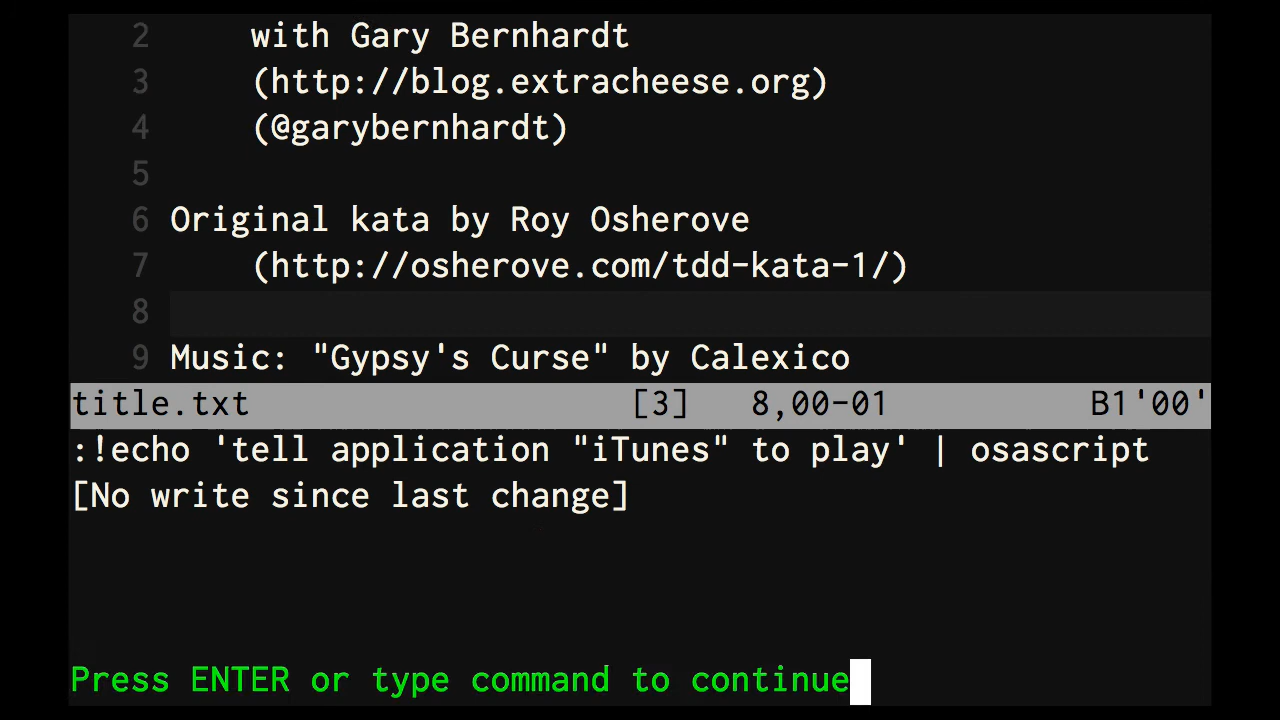 2 with Gary Bernhardt
3 (http://blog.extracheese.org)
4 (@garybernhardt)
5
6 Original kata by Roy Osherove
7 (http://osherove.com/tdd-kata-1/)
8
9 Music: "Gypsy's Curse" by Calexico
title.txt [3] 8,00-01 B1'00'
:!echo 'tell application "iTunes" to play' | osascript
[No write since last change]
Press ENTER or type command to continue